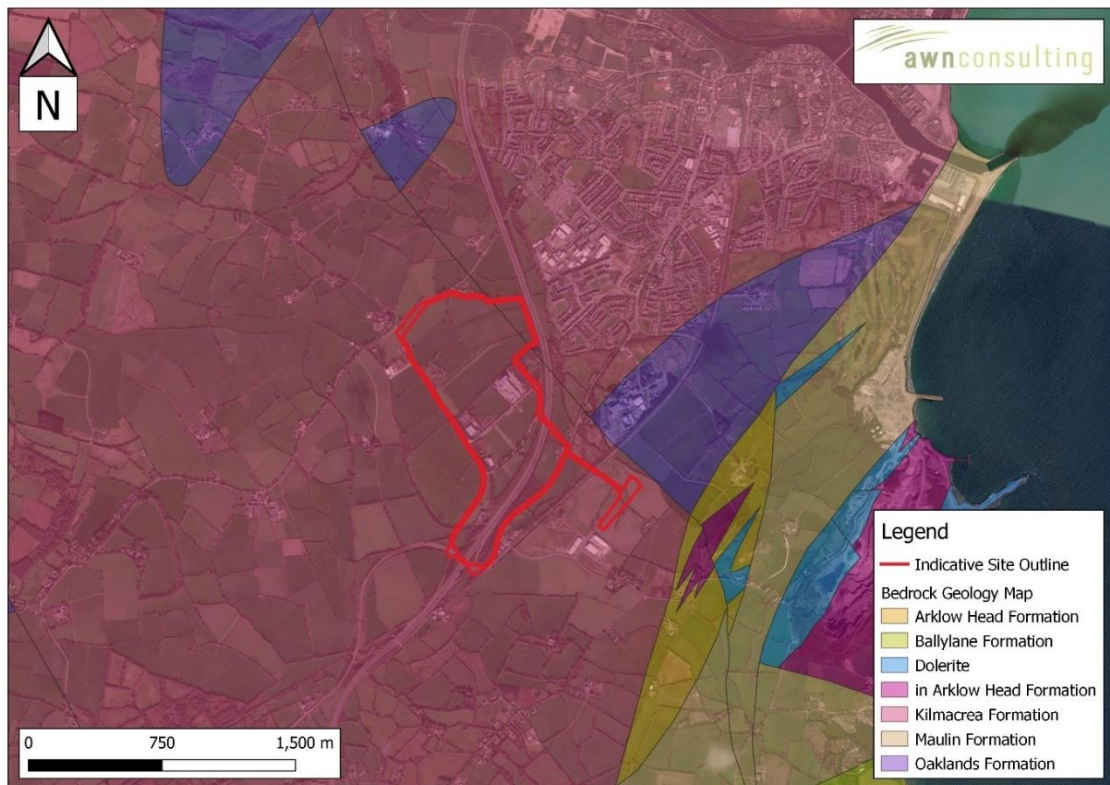 N
awnconsulting
Legend
Indicative Site Outline
Bedrock Geology Map
Arklow Head Formation
Ballylane Formation
Dolerite
in Arklow Head Formation
Kilmacrea Formation
Maulin Formation
Oaklands Formation
0 750 1,500 m